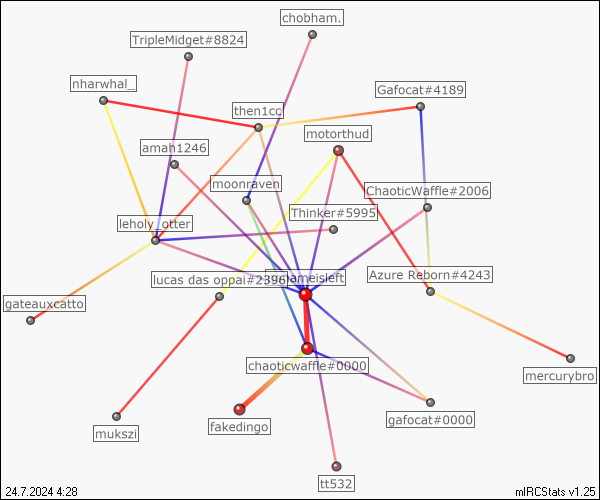 chobham.
TripleMidget#8824
nharwhal_
Gafocat#4189
then1cc
motorthud
amah1246
moonraven
ChaoticWaffle#2006
Thinker#5995
leholy_otter
lucas das oppai#2396
Azure Reborn#4243
gateauxcatto
chaoticwaffle#0000
mercurybro
gafocat#0000
fakedingo
mukszi
tt532
24.7.2024 4:28
mIRCStats v1.25